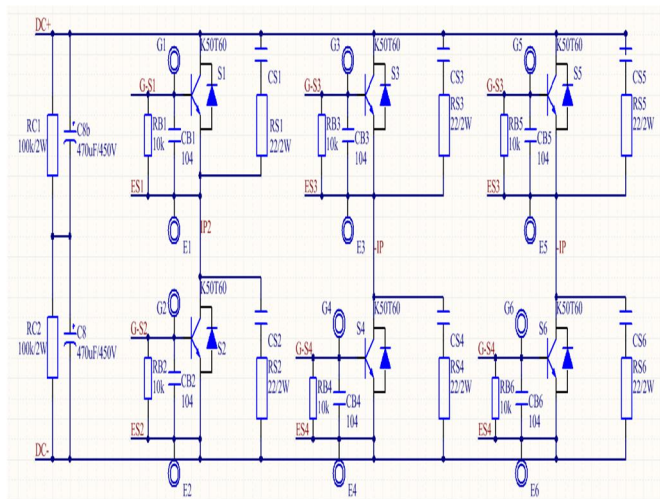 DC+
G1
K50T60
G3
K50T60
G5
K50T60
G-S1
S1
CS1
G-S3
S3
CS3
G-S3
S5
CS5
RC1
100k/2W
C8b
470uF/450V
RB1
10k
CB1
104
RS1
22/2W
RB3
10k
CB3
104
RS3
22/2W
RB5
10k
CB5
104
RS5
22/2W
ES1
ES3
ES3
E1
IP2
E3
-IP
E5
-IP
G2
K50T60
G4
K50T60
G6
K50T60
G-S2
S2
CS2
G-S4
S4
CS4
G-S4
S6
CS6
RC2
100k/2W
C8
470uF/450V
RB2
10k
CB2
104
RS2
22/2W
RB4
10k
CB4
104
RS4
22/2W
RB6
10k
CB6
104
RS6
22/2W
ES2
ES4
ES4
DC-
E2
E4
E6